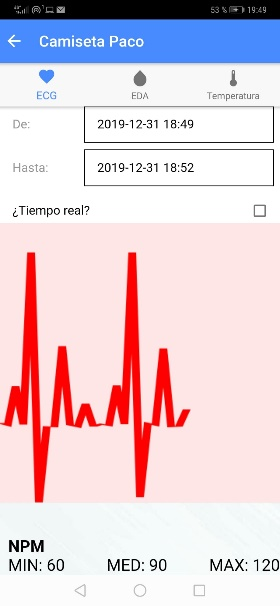 53 % 19:49
Camiseta Paco
ECG EDA Temperatura
De: 2019-12-31 18:49
Hasta: 2019-12-31 18:52
¿Tiempo real?
NPM
MIN: 60 MED: 90 MAX: 120